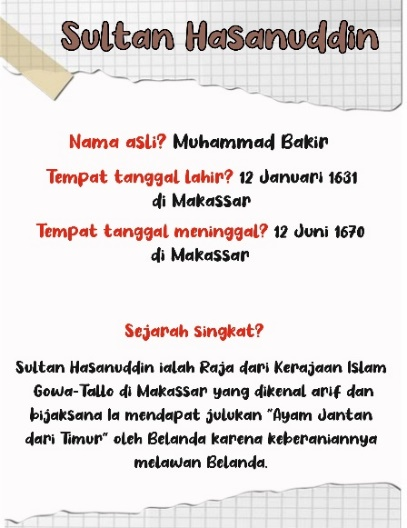 Sultan Hasanuddin
Nama asli? Muhammad Bakir
Tempat tanggal lahir? 12 Januari 1631
di Makassar
Tempat tanggal meninggal? 12 Juni 1670
di Makassar
Sejarah singkat?
Sultan Hasanuddin ialah Raja dari Kerajaan Islam
Gowa-Tallo di Makassar yang dikenal arif dan
bijaksana Ia mendapat julukan "Ayam Jantan
dari Timur" oleh Belanda karena keberaniannya
melawan Belanda.